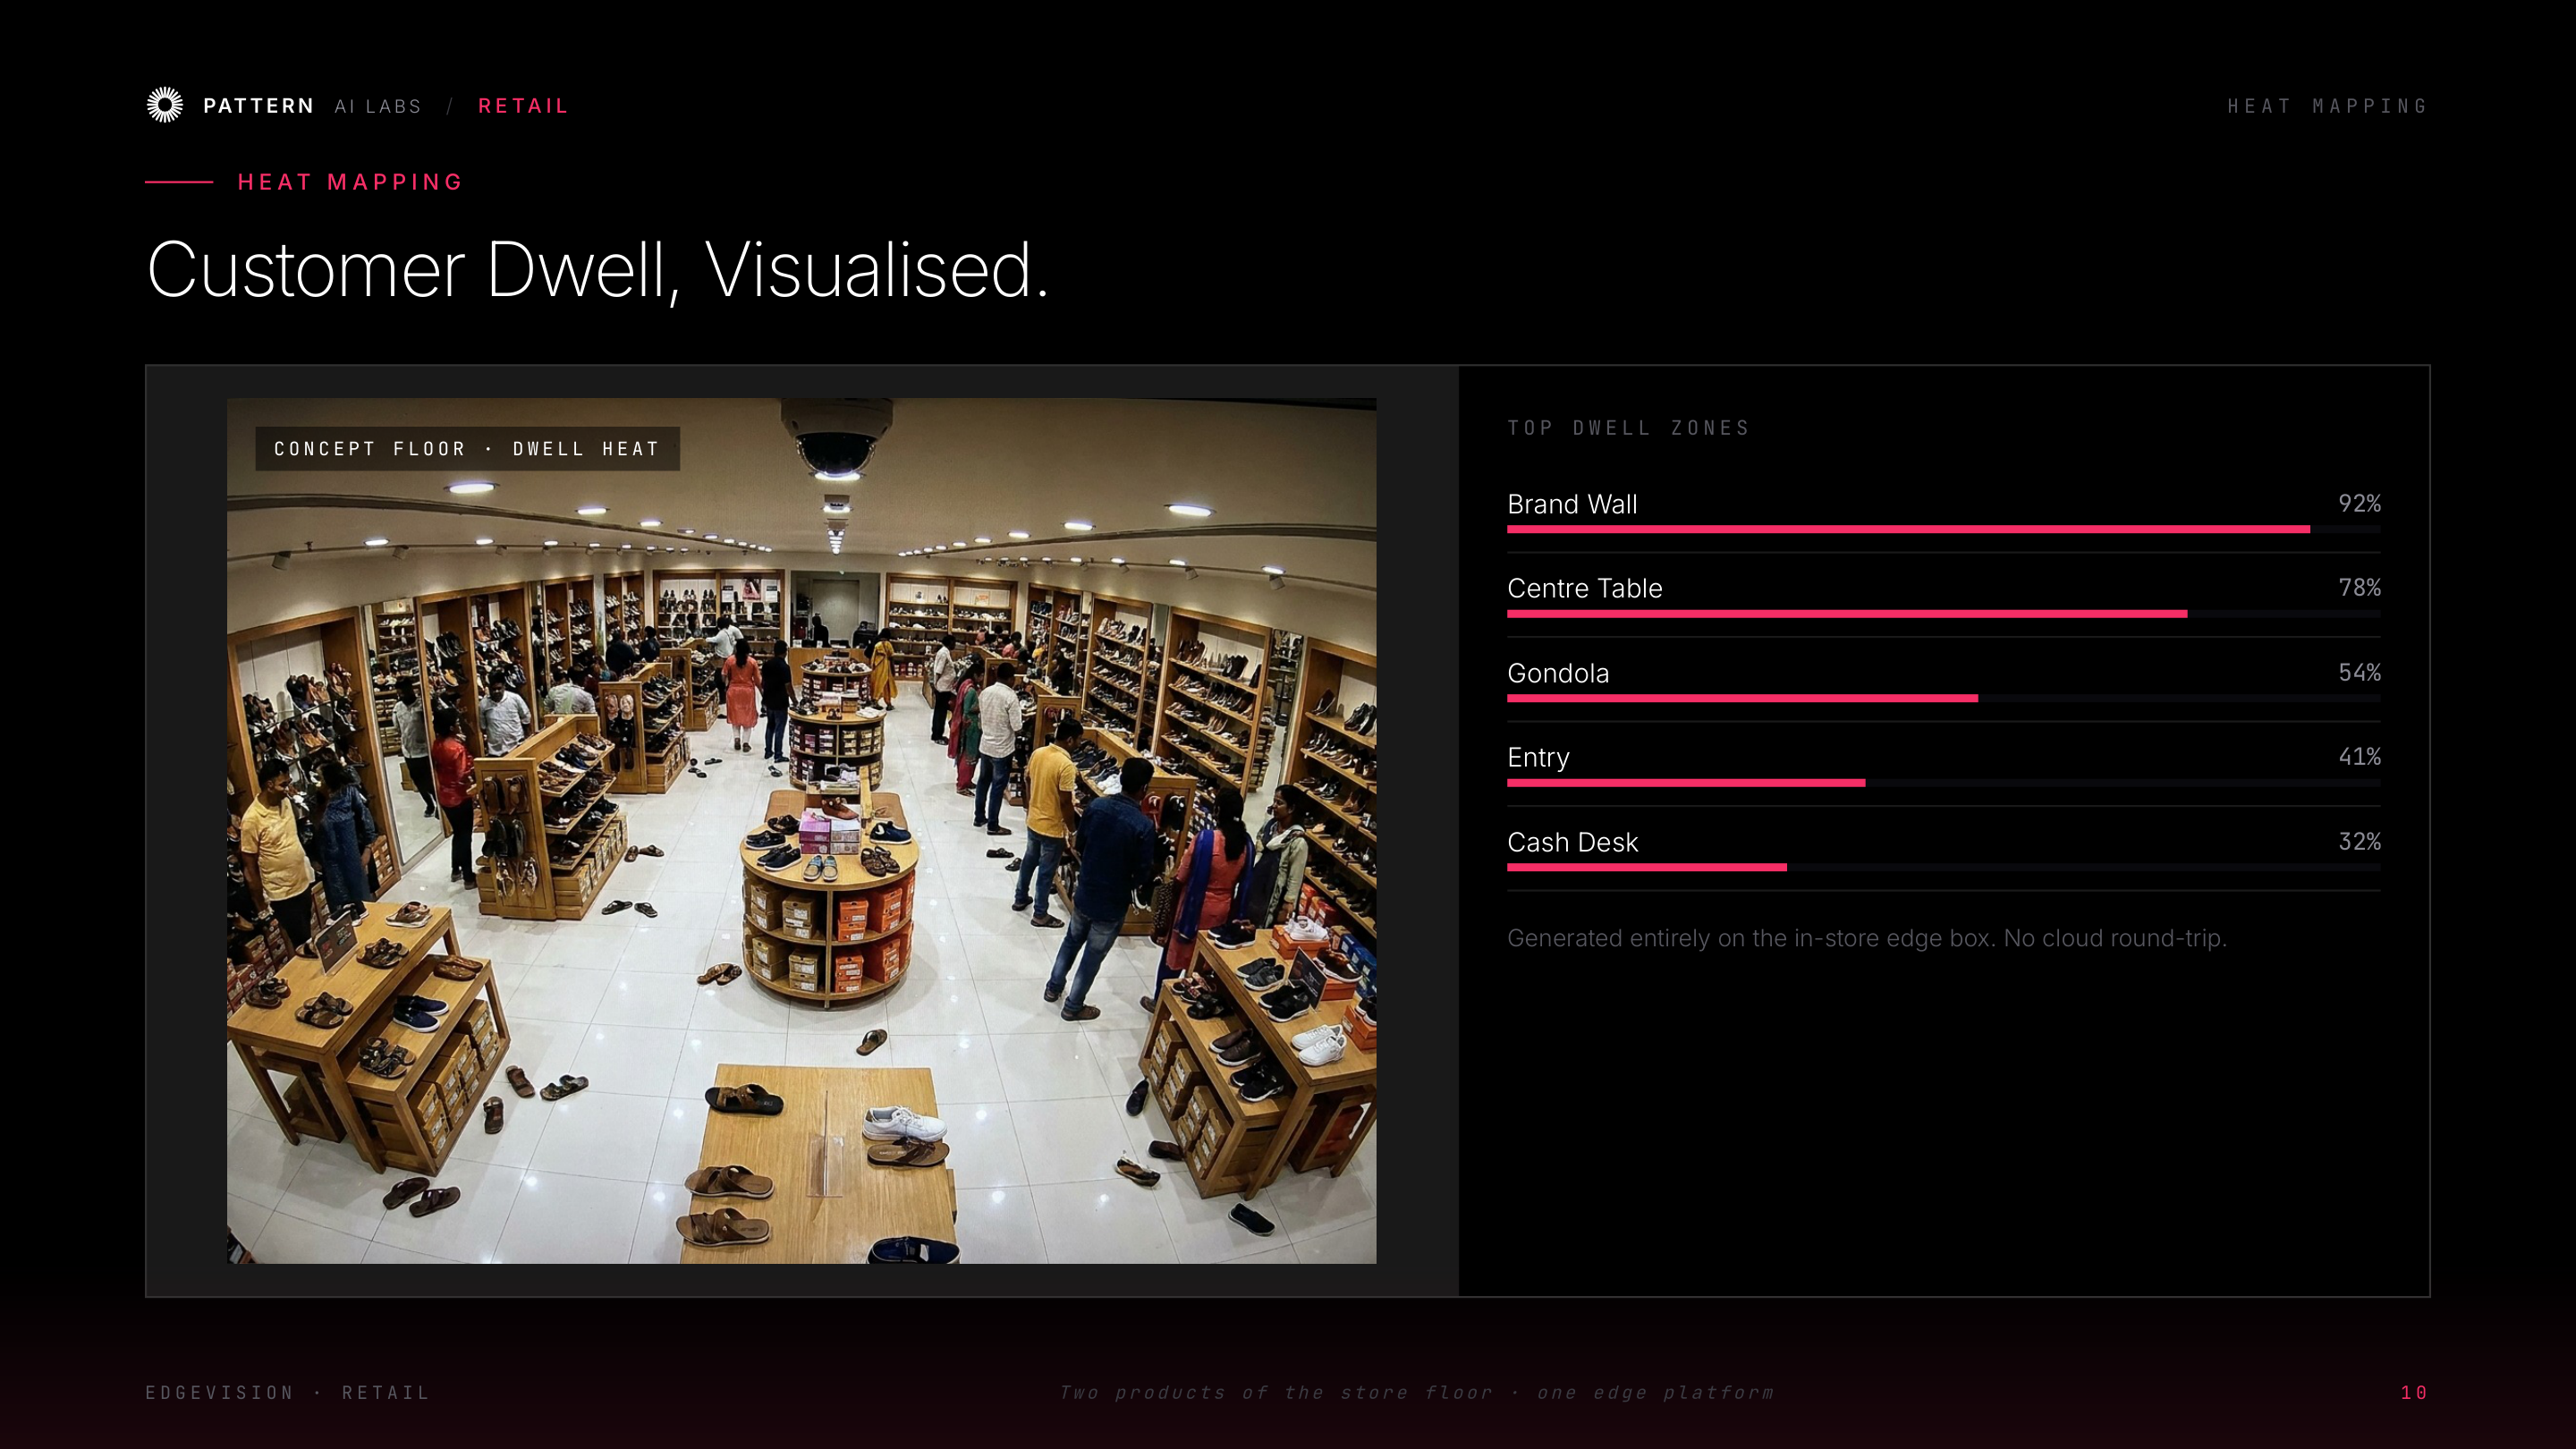 PATTERN AI LABS / RETAIL
HEAT MAPPING
HEAT MAPPING
Customer Dwell, Visualised.
CONCEPT FLOOR · DWELL HEAT
TOP DWELL ZONES
Brand Wall 92%
Centre Table 78%
Gondola 54%
Entry 41%
Cash Desk 32%
Generated entirely on the in-store edge box. No cloud round-trip.
EDGEVISION · RETAIL
Two products of the store floor · one edge platform
10